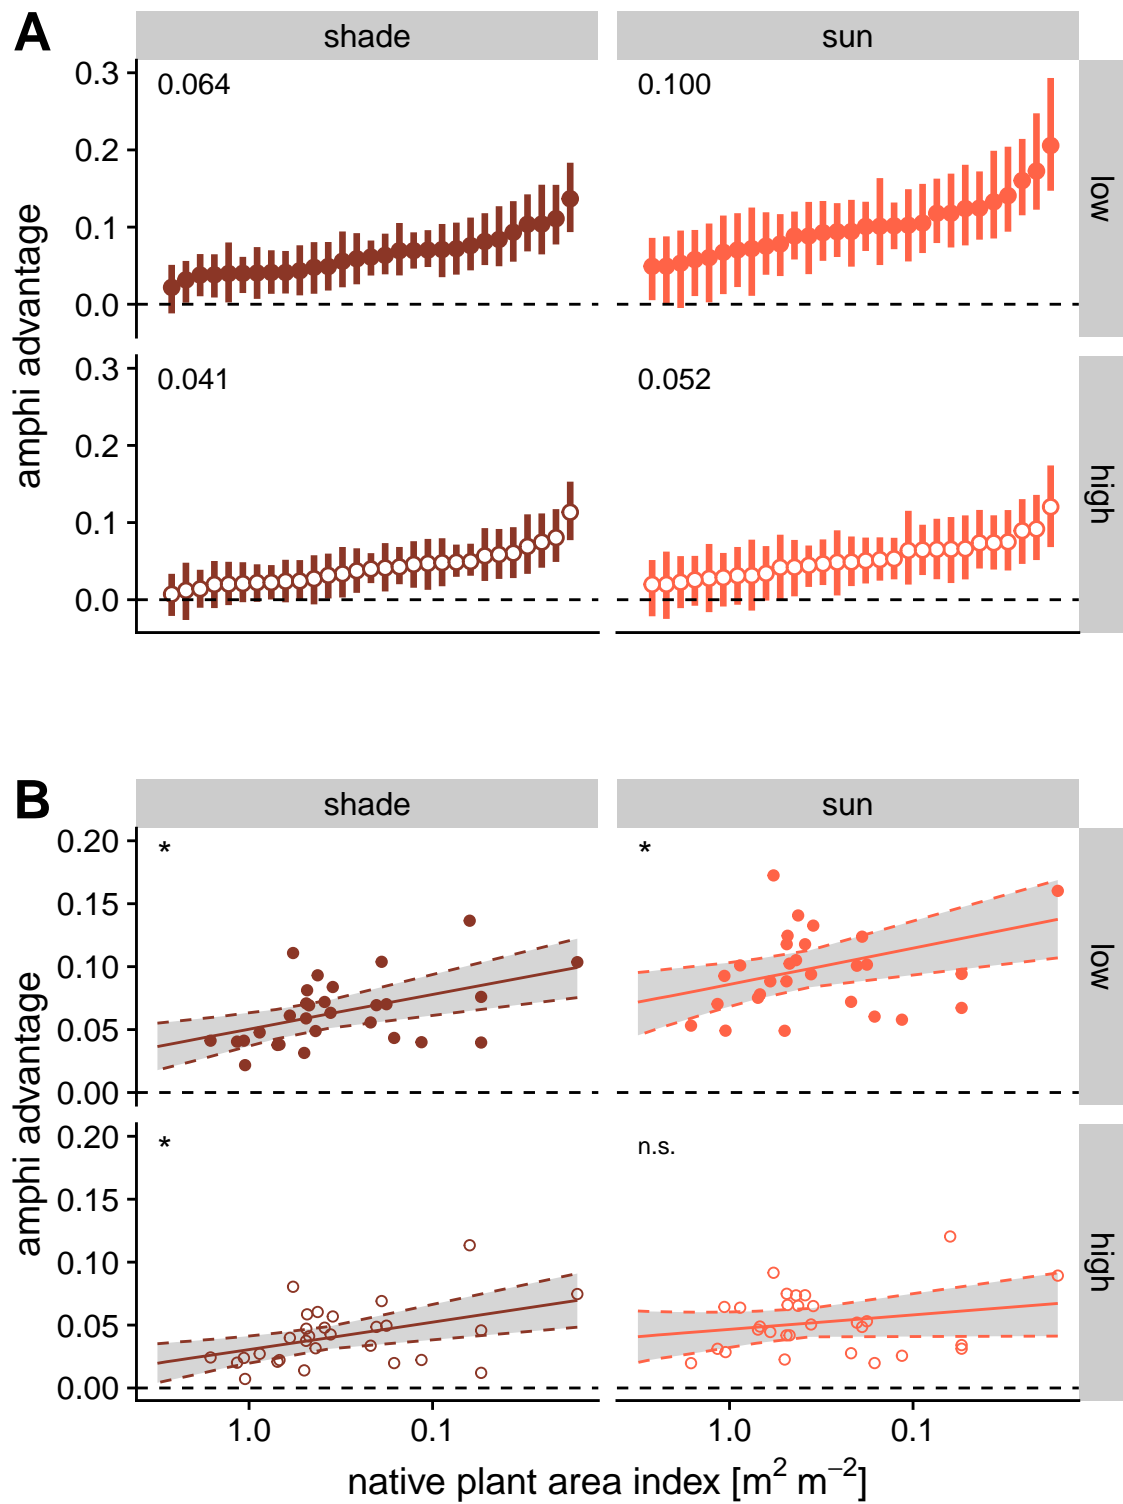 A
shade
sun
amphi advantage
0.3
0.2
0.1
0.0
0.064
0.100
low
0.3
0.2
0.1
0.0
0.041
0.052
high
B
shade
sun
amphi advantage
0.20
0.15
0.10
0.05
0.00
*
*
low
0.20
0.15
0.10
0.05
0.00
*
n.s.
high
1.0
0.1
1.0
0.1
native plant area index [m² m⁻²]